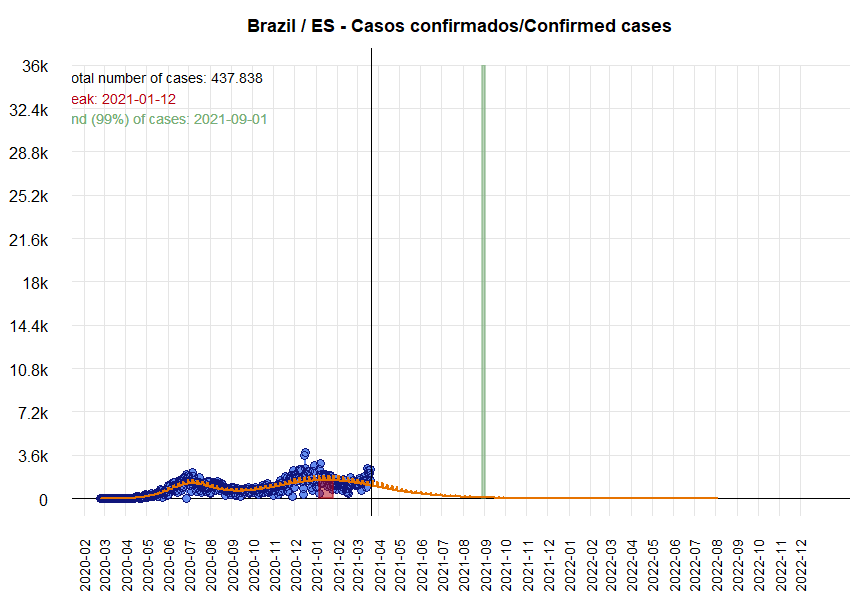 Brazil / ES - Casos confirmados/Confirmed cases
36k
otal number of cases: 437.838
eak: 2021-01-12
32.4k
nd (99%) of cases: 2021-09-01
28.8k
25.2k
21.6k
18k
14.4k
10.8k
7.2k
3.6k
0
2020-02
2020-03
2020-04
2020-05
2020-06
2020-07
2020-08
2020-09
2020-10
2020-11
2020-12
2021-01
2021-02
2021-03
2021-04
2021-05
2021-06
2021-07
2021-08
2021-09
2021-10
2021-11
2021-12
2022-01
2022-02
2022-03
2022-04
2022-05
2022-06
2022-07
2022-08
2022-09
2022-10
2022-11
2022-12